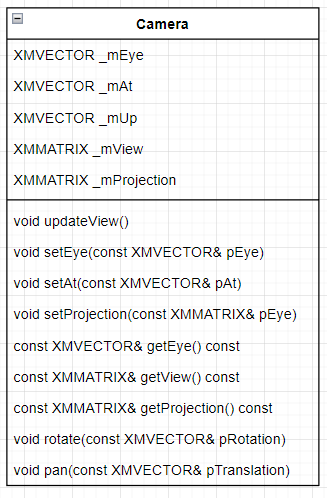 Camera
XMVECTOR _mEye
XMVECTOR _mAt
XMVECTOR _mUp
XMMATRIX _mView
XMMATRIX _mProjection
void updateView()
void setEye(const XMVECTOR& pEye)
void setAt(const XMVECTOR& pAt)
void setProjection(const XMMATRIX& pEye)
const XMVECTOR& getEye() const
const XMMATRIX& getView() const
const XMMATRIX& getProjection() const
void rotate(const XMVECTOR& pRotation)
void pan(const XMVECTOR& pTranslation)